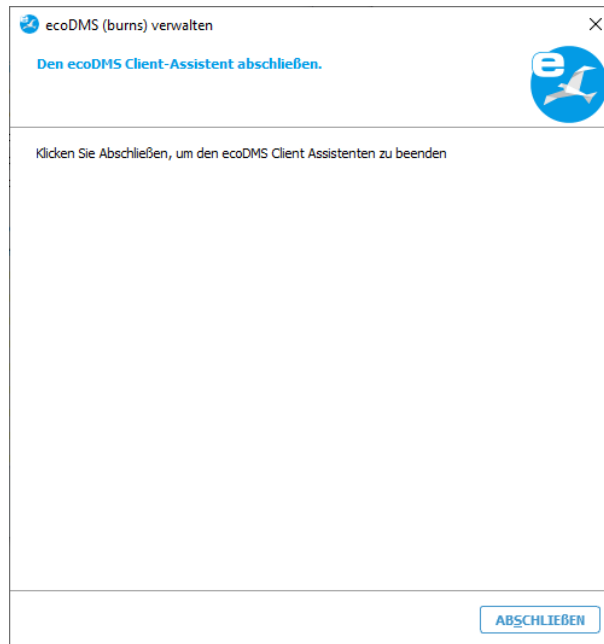 ecoDMS (burns) verwalten
Den ecoDMS Client-Assistent abschließen.
e
Klicken Sie Abschließen, um den ecoDMS Client Assistenten zu beenden
ABSCHLIEßEN